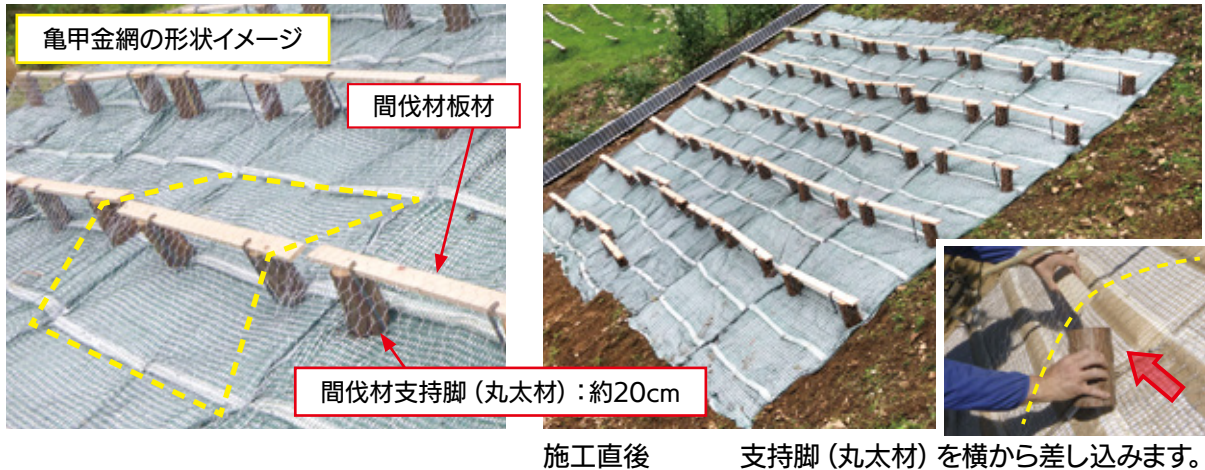 亀甲金網の形状イメージ
間伐材板材
間伐材支持脚(丸太材):約20cm
施工直後
支持脚(丸太材)を横から差し込みます。